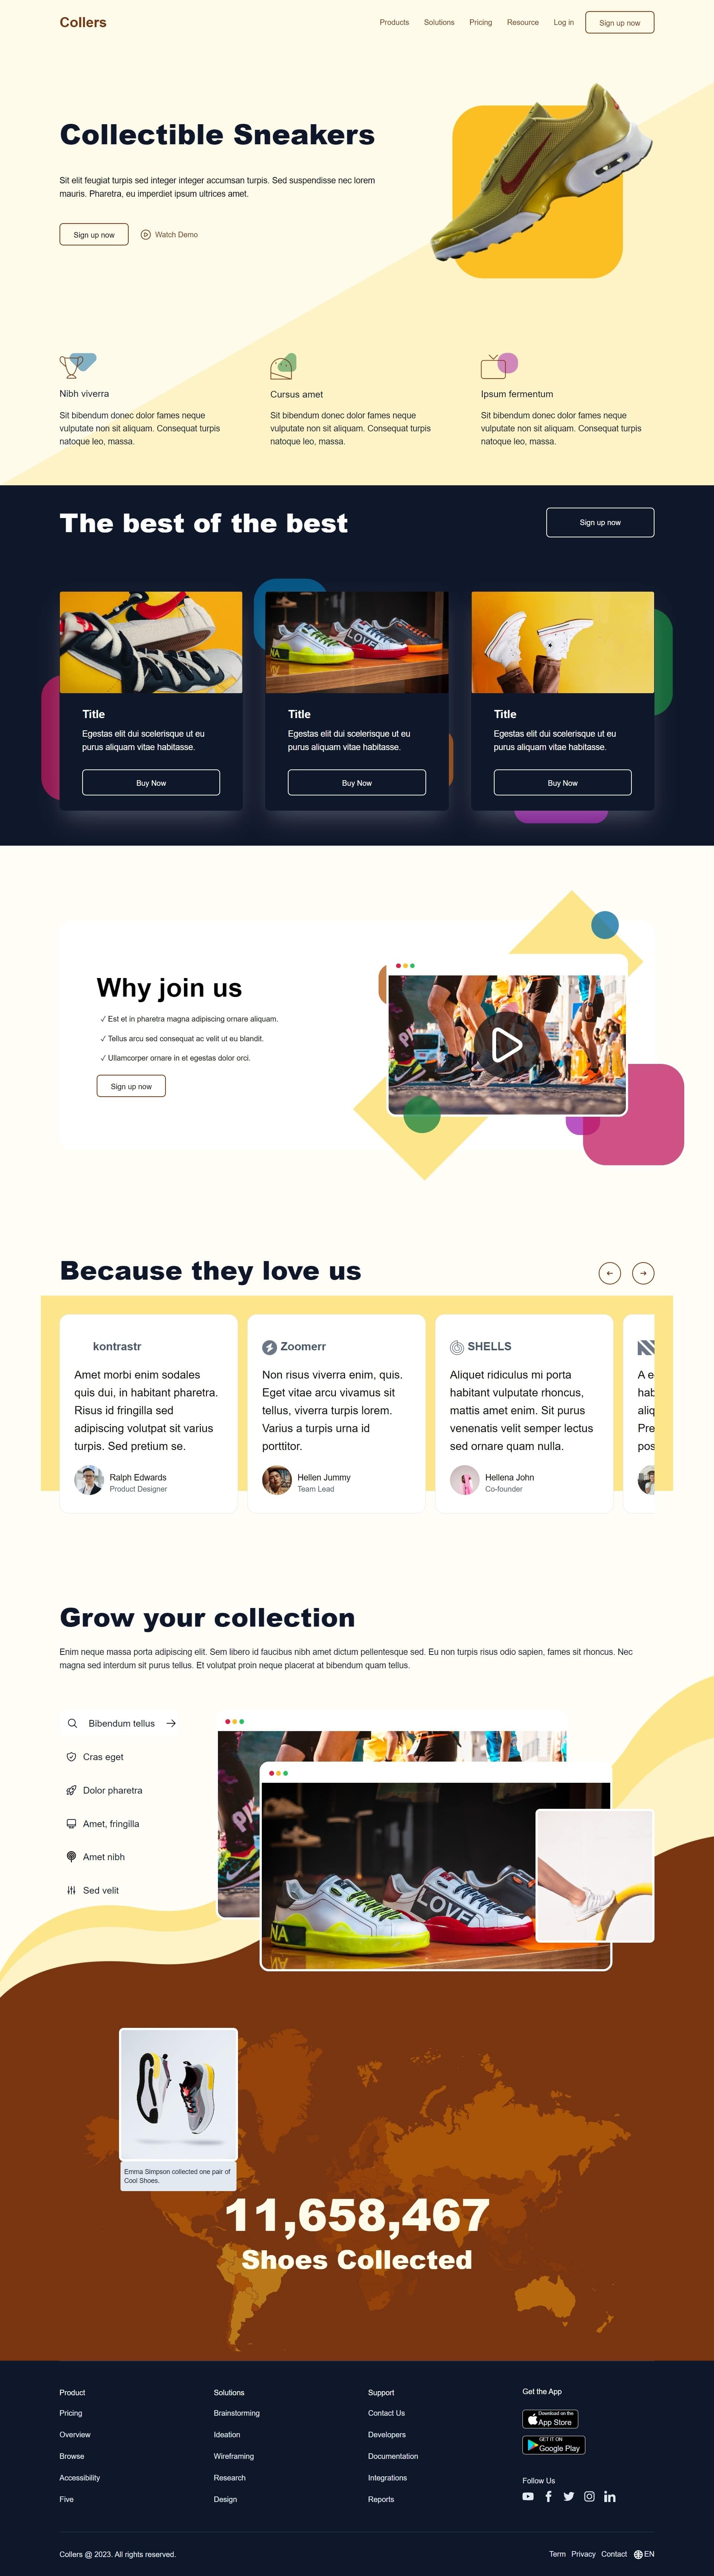 Collers
Products Solutions Pricing Resource Log in Sign up now
Collectible Sneakers
Sit elit feugiat turpis sed integer integer accumsan turpis. Sed suspendisse nec lorem
mauris. Pharetra, eu imperdiet ipsum ultrices amet.
Sign up now Watch Demo
Nibh viverra
Sit bibendum donec dolor fames neque
vulputate non sit aliquam. Consequat turpis
natoque leo, massa.
Cursus amet
Sit bibendum donec dolor fames neque
vulputate non sit aliquam. Consequat turpis
natoque leo, massa.
Ipsum fermentum
Sit bibendum donec dolor fames neque
vulputate non sit aliquam. Consequat turpis
natoque leo, massa.
The best of the best
Sign up now
LOVE
NA
Title
Egestas elit dui scelerisque ut eu
purus aliquam vitae habitasse.
Buy Now
Title
Egestas elit dui scelerisque ut eu
purus aliquam vitae habitasse.
Buy Now
Title
Egestas elit dui scelerisque ut eu
purus aliquam vitae habitasse.
Buy Now
Why join us
✓ Est et in pharetra magna adipiscing ornare aliquam.
✓ Tellus arcu sed consequat ac velit ut eu blandit.
✓ Ullamcorper ornare in et egestas dolor orci.
Sign up now
Because they love us
kontrastr
Amet morbi enim sodales
quis dui, in habitant pharetra.
Risus id fringilla sed
adipiscing volutpat sit varius
turpis. Sed pretium se.
Ralph Edwards
Product Designer
Zoomerr
Non risus viverra enim, quis.
Eget vitae arcu vivamus sit
tellus, viverra turpis lorem.
Varius a turpis urna id
porttitor.
Hellen Jummy
Team Lead
SHELLS
Aliquet ridiculus mi porta
habitant vulputate rhoncus,
mattis amet enim. Sit purus
venenatis velit semper lectus
sed ornare quam nulla.
Hellena John
Co-founder
A e
hab
aliq
Pre
pos
Grow your collection
Enim neque massa porta adipiscing elit. Sem libero id faucibus nibh amet dictum pellentesque sed. Eu non turpis risus odio sapien, fames sit rhoncus. Nec
magna sed interdum sit purus tellus. Et volutpat proin neque placerat at bibendum quam tellus.
Bibendum tellus
Cras eget
Dolor pharetra
Amet, fringilla
Amet nibh
Sed velit
LOVE
NA
Emma Simpson collected one pair of
Cool Shoes.
11,658,467
Shoes Collected
Product
Pricing
Overview
Browse
Accessibility
Five
Solutions
Brainstorming
Ideation
Wireframing
Research
Design
Support
Contact Us
Developers
Documentation
Integrations
Reports
Get the App
Download on the
App Store
GET IT ON
Google Play
Follow Us
Collers @ 2023. All rights reserved.
Term Privacy Contact EN